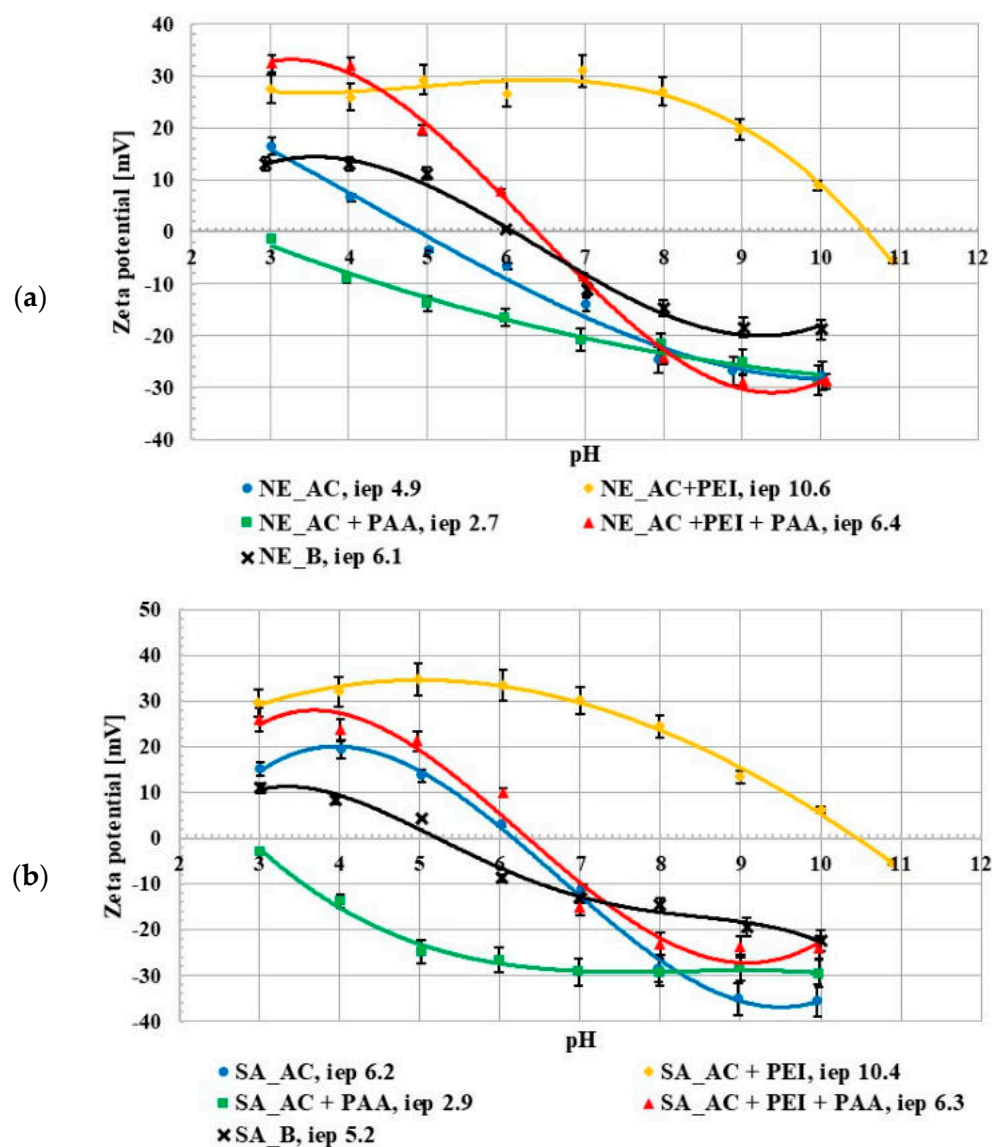 (a)
Zeta potential [mV]
40
30
20
10
0
-10
-20
-30
-40
2 3 4 5 6 7 8 9 10 11 12
pH
NE_AC, iep 4.9 NE_AC+PEI, iep 10.6
NE_AC + PAA, iep 2.7 NE_AC +PEI + PAA, iep 6.4
NE_B, iep 6.1
(b)
Zeta potential [mV]
50
40
30
20
10
0
-10
-20
-30
-40
2 3 4 5 6 7 8 9 10 11 12
pH
SA_AC, iep 6.2 SA_AC + PEI, iep 10.4
SA_AC + PAA, iep 2.9 SA_AC + PEI + PAA, iep 6.3
SA_B, iep 5.2